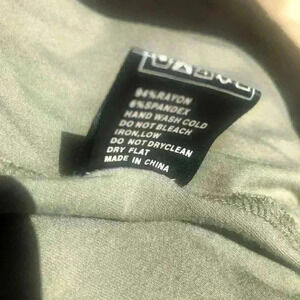 94%RAYON
6%SPANDEX
HAND WASH COLD
DO NOT BLEACH
IRON,LOW
DO NOT DRYCLEAN
DRY FLAT
MADE IN CHINA